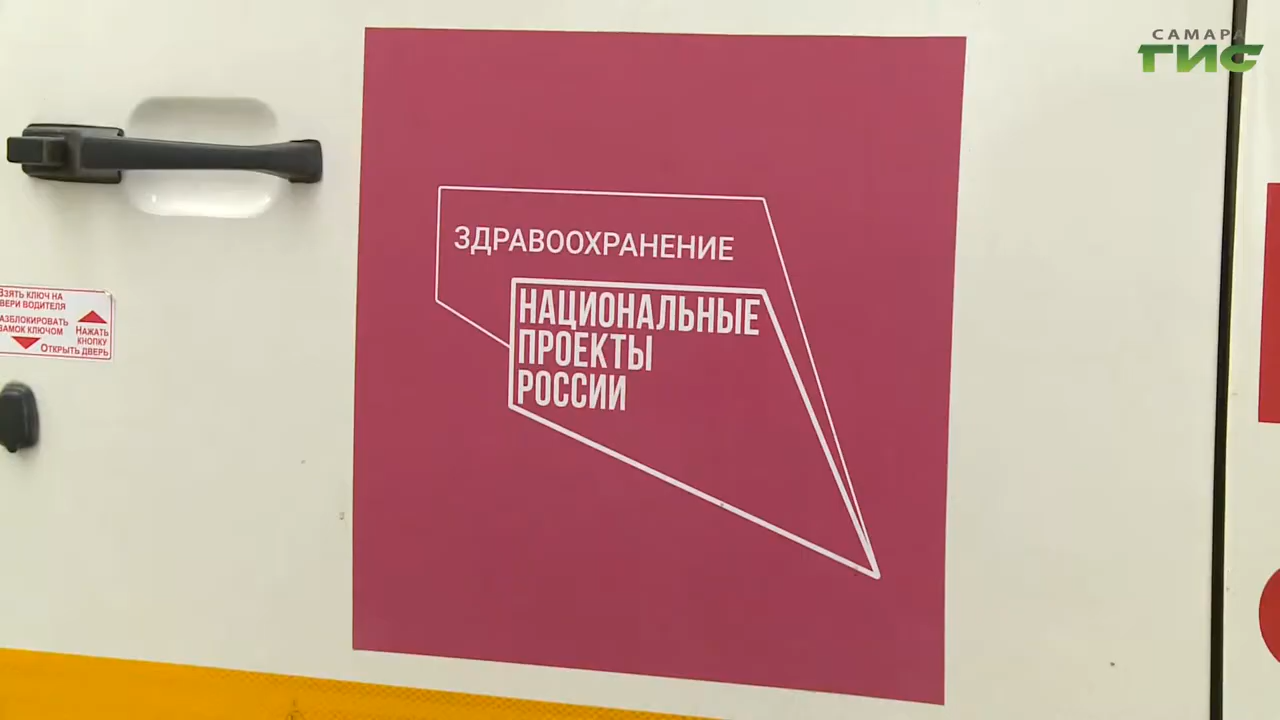 САМАРА
ГИС
ЗДРАВООХРАНЕНИЕ
НАЦИОНАЛЬНЫЕ
ПРОЕКТЫ
РОССИИ
ВЗЯТЬ КЛЮЧ НА
ДВЕРИ ВОДИТЕЛЯ
РАЗБЛОКИРОВАТЬ
ЗАМОК КЛЮЧОМ
НАЖАТЬ
КНОПКУ
ОТКРЫТЬ ДВЕРЬ